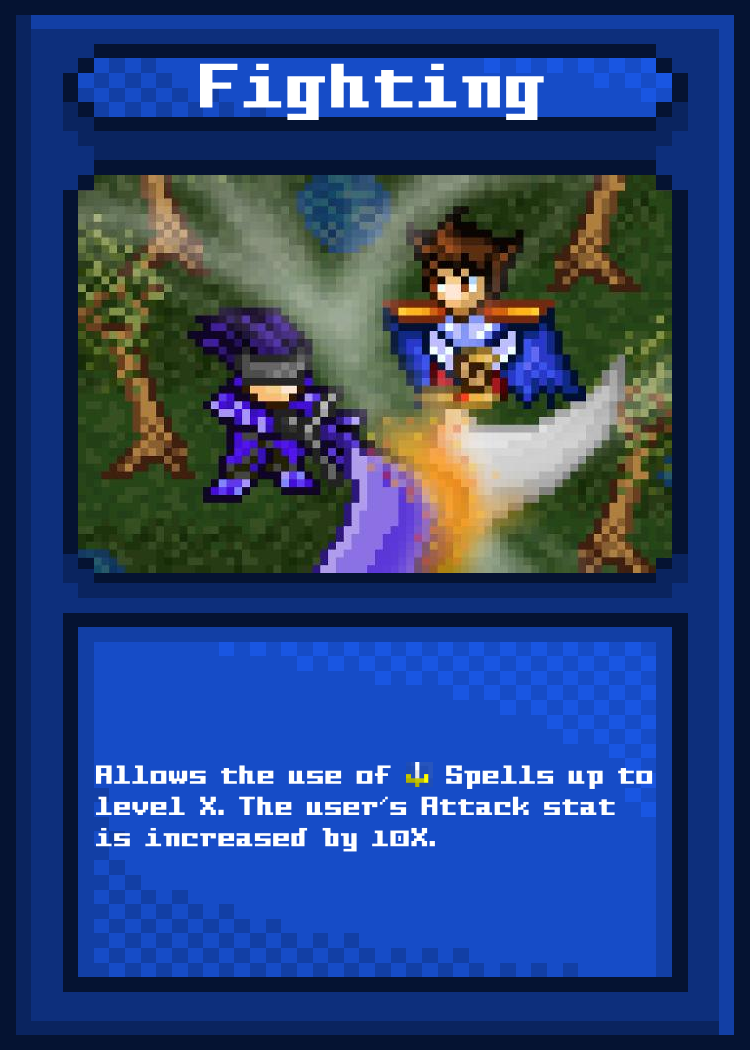 Fighting
Allows the use of Spells up to
level X. The user's Attack stat
is increased by 10X.